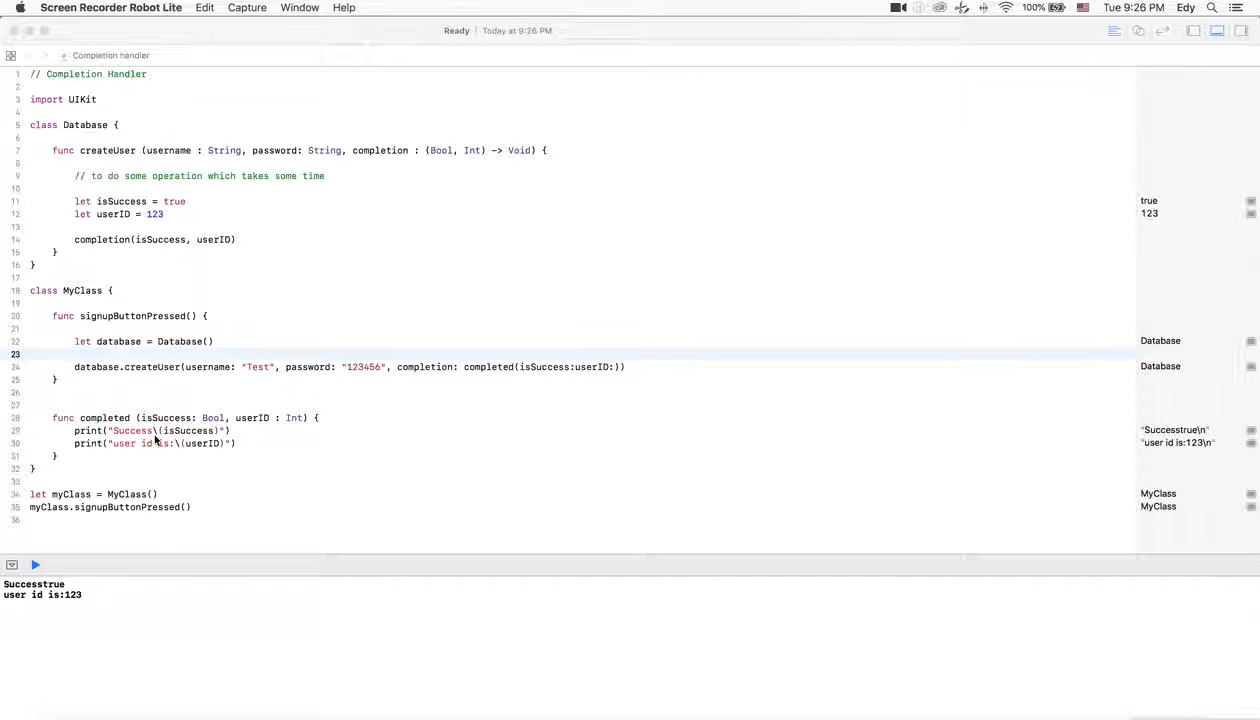 Screen Recorder Robot Lite Edit Capture Window Help 100% Tue 9:26 PM Edy
Ready | Today at 9:26 PM
Completion handler
1 // Completion Handler
2
3 import UIKit
4
5 class Database {
6
7 func createUser (username : String, password: String, completion : (Bool, Int) -> Void) {
8
9 // to do some operation which takes some time
10
11 let isSuccess = true true
12 let userID = 123 123
13
14 completion(isSuccess, userID)
15 }
16 }
17
18 class MyClass {
19
20 func signupButtonPressed() {
21
22 let database = Database() Database
23
24 database.createUser(username: "Test", password: "123456", completion: completed(isSuccess:userID:)) Database
25 }
26
27
28 func completed (isSuccess: Bool, userID : Int) {
29 print("Success\(isSuccess)") "Successtrue\n"
30 print("user id is:\(userID)") "user id is:123\n"
31 }
32 }
33
34 let myClass = MyClass() MyClass
35 myClass.signupButtonPressed() MyClass
36
Successtrue
user id is:123